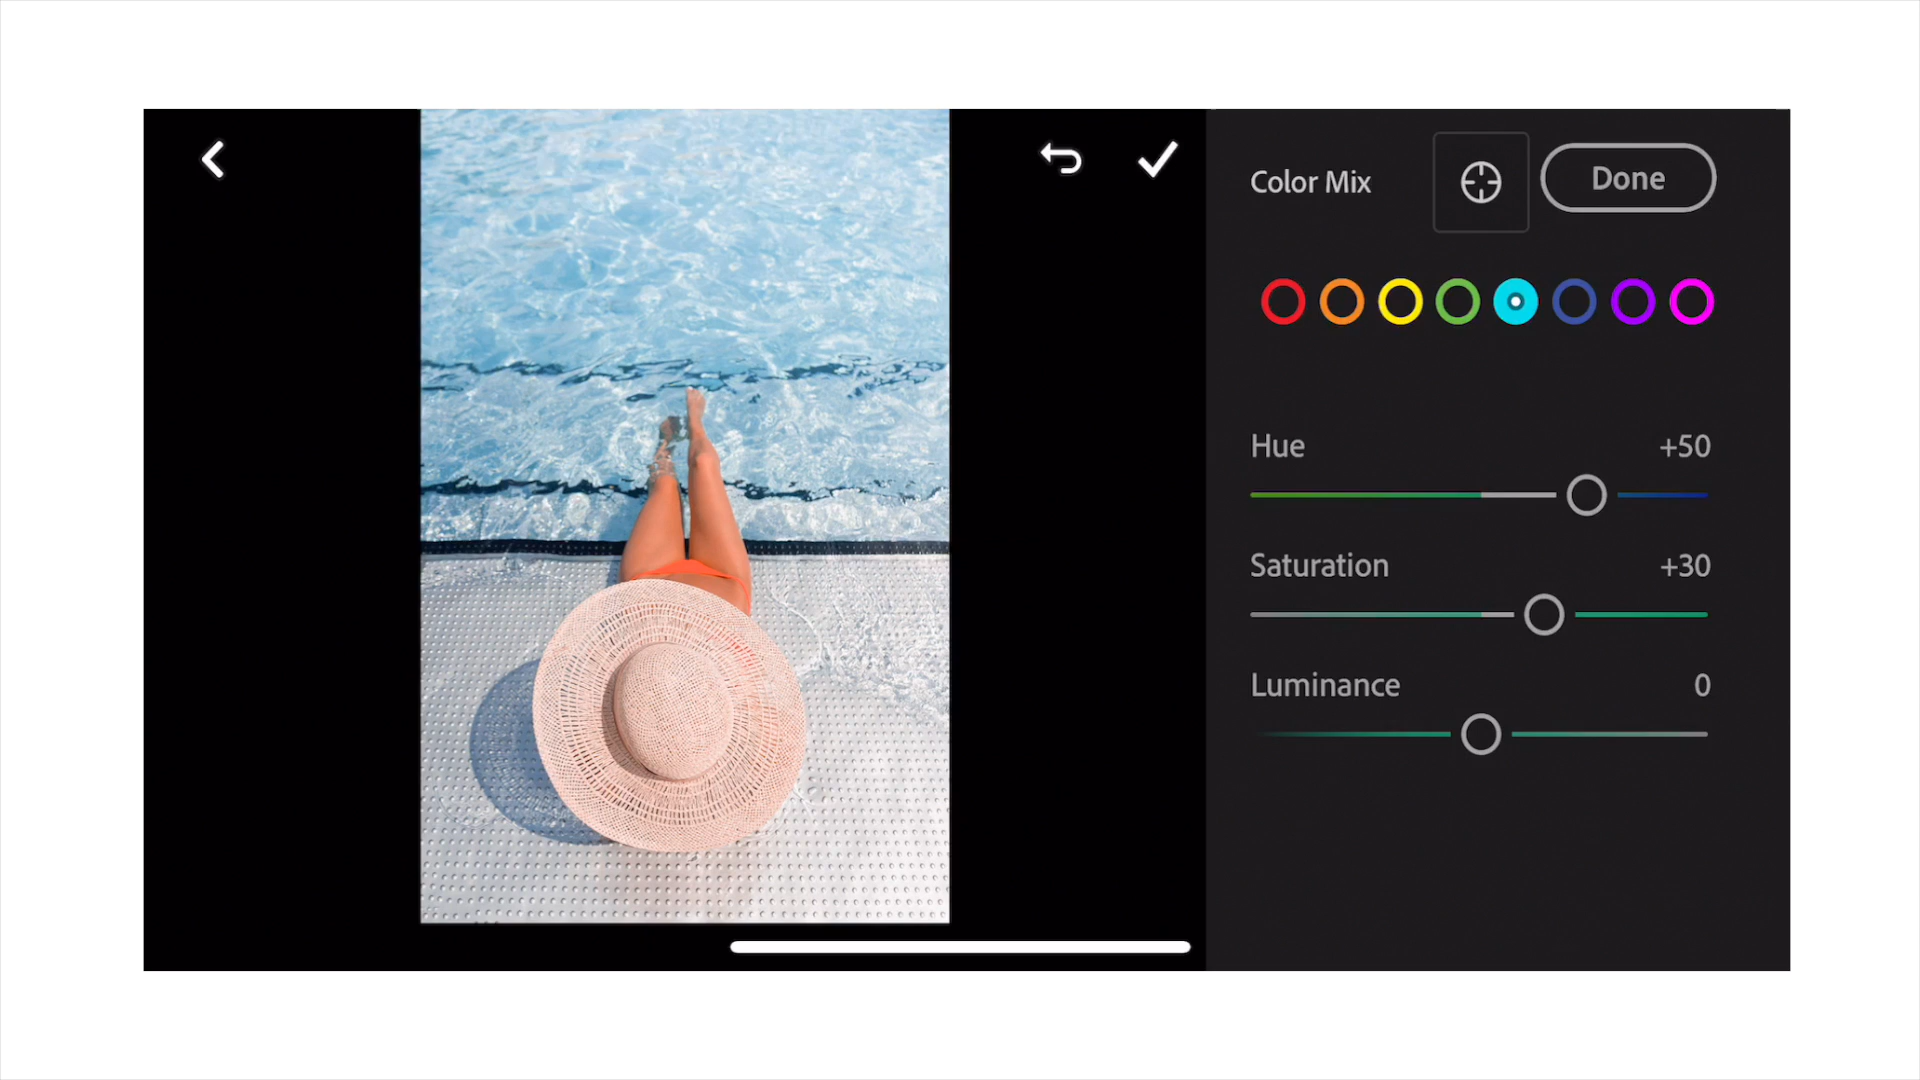 Color Mix
Done
Hue
+50
Saturation
+30
Luminance
0